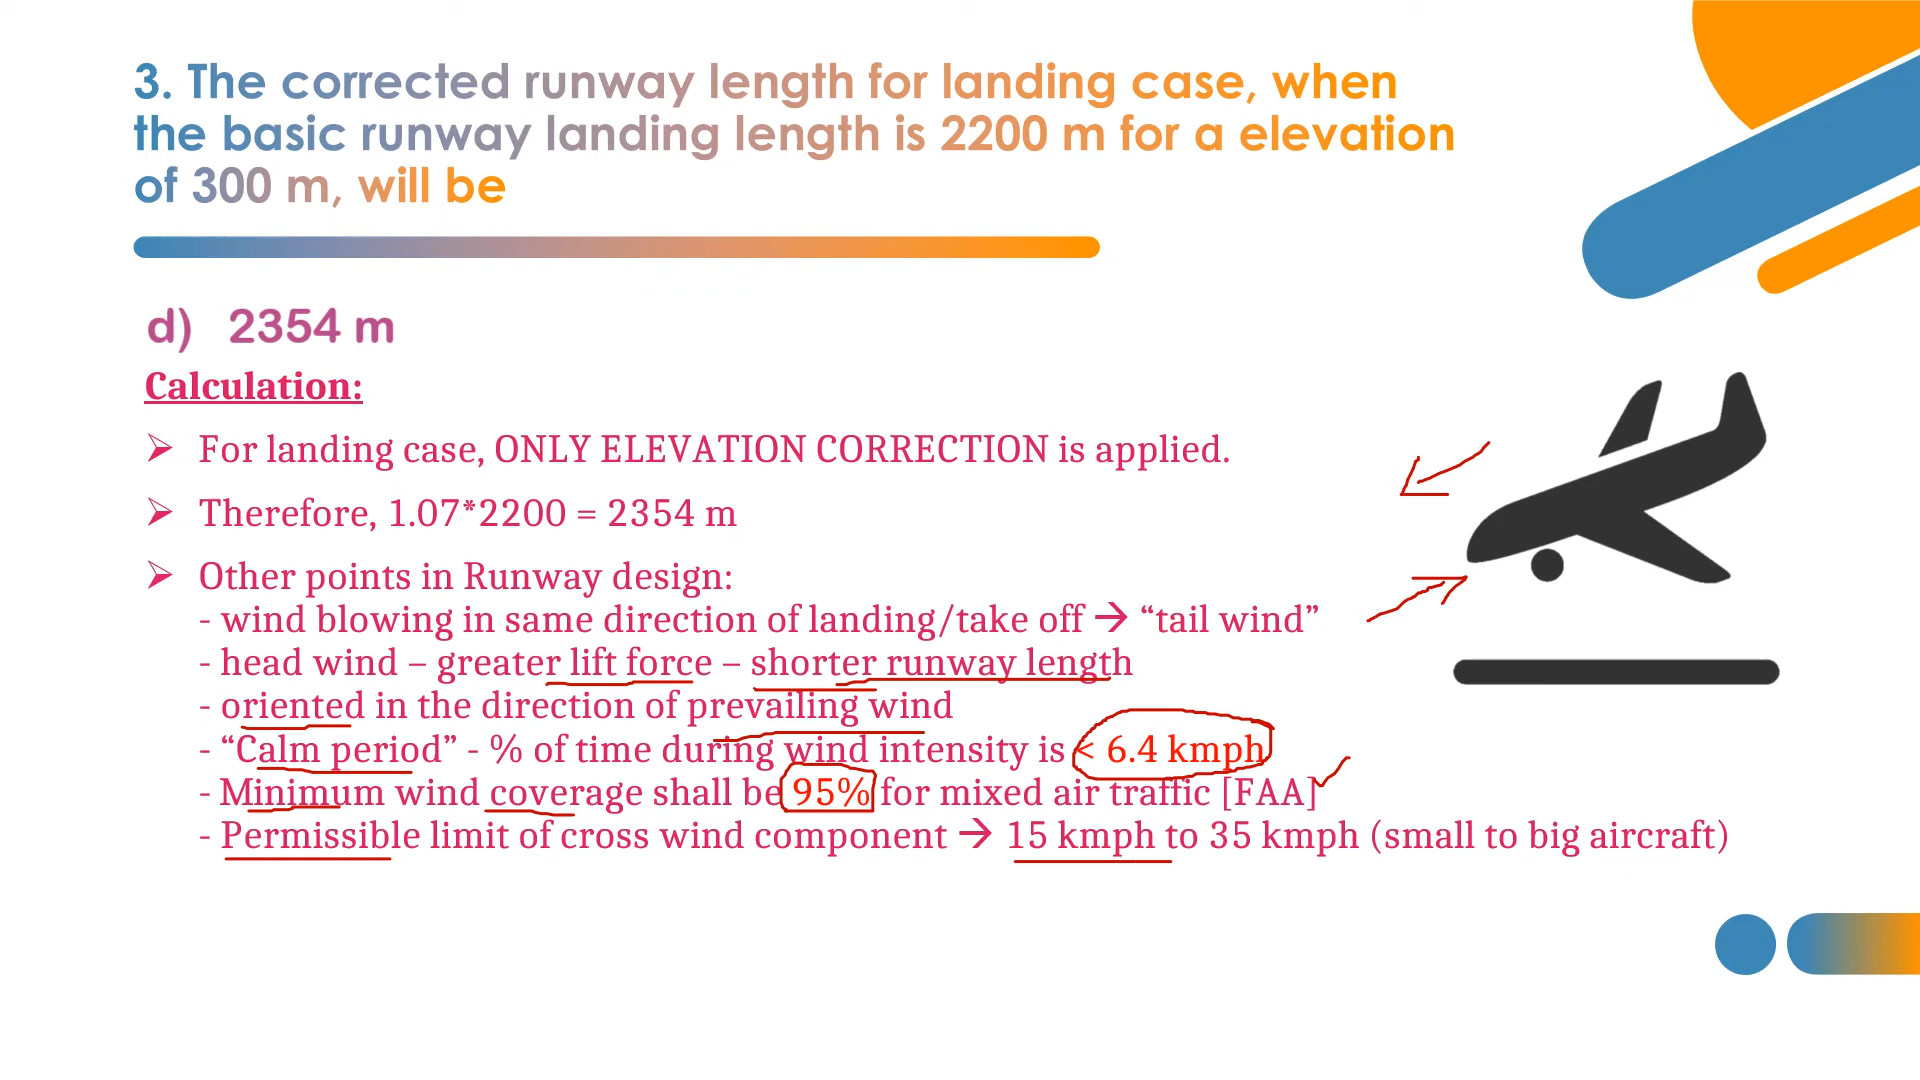 3. The corrected runway length for landing case, when
the basic runway landing length is 2200 m for a elevation
of 300 m, will be
d) 2354 m
Calculation:
➢ For landing case, ONLY ELEVATION CORRECTION is applied.
➢ Therefore, 1.07*2200 = 2354 m
➢ Other points in Runway design:
- wind blowing in same direction of landing/take off → “tail wind”
- head wind – greater lift force – shorter runway length
- oriented in the direction of prevailing wind
- “Calm period” - % of time during wind intensity is < 6.4 kmph
- Minimum wind coverage shall be 95% for mixed air traffic [FAA]
- Permissible limit of cross wind component → 15 kmph to 35 kmph (small to big aircraft)